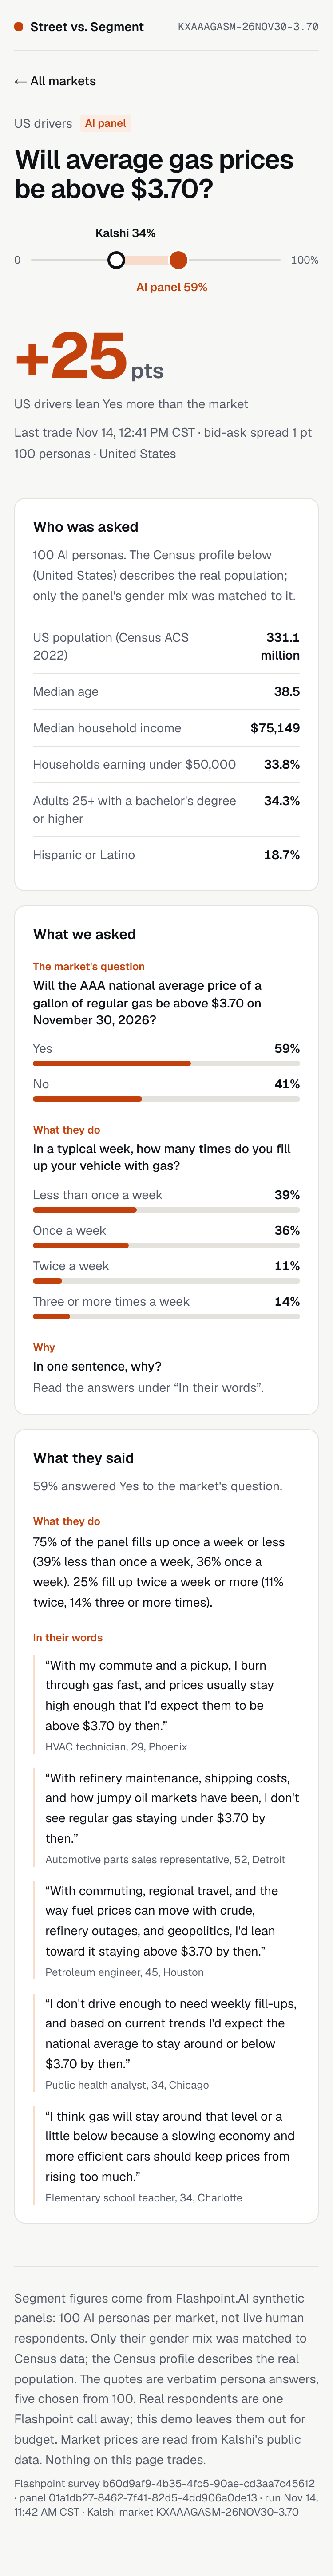 Street vs. Segment
KXAAAGASM-26NOV30-3.70
← All markets
US drivers
AI panel
Will average gas prices
be above $3.70?
Kalshi 34%
0
100%
AI panel 59%
+25 pts
US drivers lean Yes more than the market
Last trade Nov 14, 12:41 PM CST · bid-ask spread 1 pt
100 personas · United States
Who was asked
100 AI personas. The Census profile below
(United States) describes the real population;
only the panel's gender mix was matched to it.
US population (Census ACS
2022)
331.1
million
Median age
38.5
Median household income
$75,149
Households earning under $50,000
33.8%
Adults 25+ with a bachelor's degree
or higher
34.3%
Hispanic or Latino
18.7%
What we asked
The market's question
Will the AAA national average price of a
gallon of regular gas be above $3.70 on
November 30, 2026?
Yes
59%
No
41%
What they do
In a typical week, how many times do you fill
up your vehicle with gas?
Less than once a week
39%
Once a week
36%
Twice a week
11%
Three or more times a week
14%
Why
In one sentence, why?
Read the answers under “In their words”.
What they said
59% answered Yes to the market's question.
What they do
75% of the panel fills up once a week or less
(39% less than once a week, 36% once a
week). 25% fill up twice a week or more (11%
twice, 14% three or more times).
In their words
“With my commute and a pickup, I burn
through gas fast, and prices usually stay
high enough that I'd expect them to be
above $3.70 by then.”
HVAC technician, 29, Phoenix
“With refinery maintenance, shipping costs,
and how jumpy oil markets have been, I don't
see regular gas staying under $3.70 by
then.”
Automotive parts sales representative, 52, Detroit
“With commuting, regional travel, and the
way fuel prices can move with crude,
refinery outages, and geopolitics, I'd lean
toward it staying above $3.70 by then.”
Petroleum engineer, 45, Houston
“I don't drive enough to need weekly fill-ups,
and based on current trends I'd expect the
national average to stay around or below
$3.70 by then.”
Public health analyst, 34, Chicago
“I think gas will stay around that level or a
little below because a slowing economy and
more efficient cars should keep prices from
rising too much.”
Elementary school teacher, 34, Charlotte
Segment figures come from Flashpoint.AI synthetic
panels: 100 AI personas per market, not live human
respondents. Only their gender mix was matched to
Census data; the Census profile describes the real
population. The quotes are verbatim persona answers,
five chosen from 100. Real respondents are one
Flashpoint call away; this demo leaves them out for
budget. Market prices are read from Kalshi's public
data. Nothing on this page trades.
Flashpoint survey b60d9af9-4b35-4fc5-90ae-cd3aa7c45612
· panel 01a1db27-8462-7f41-82d5-4dd906a0de13 · run Nov 14,
11:42 AM CST · Kalshi market KXAAAGASM-26NOV30-3.70